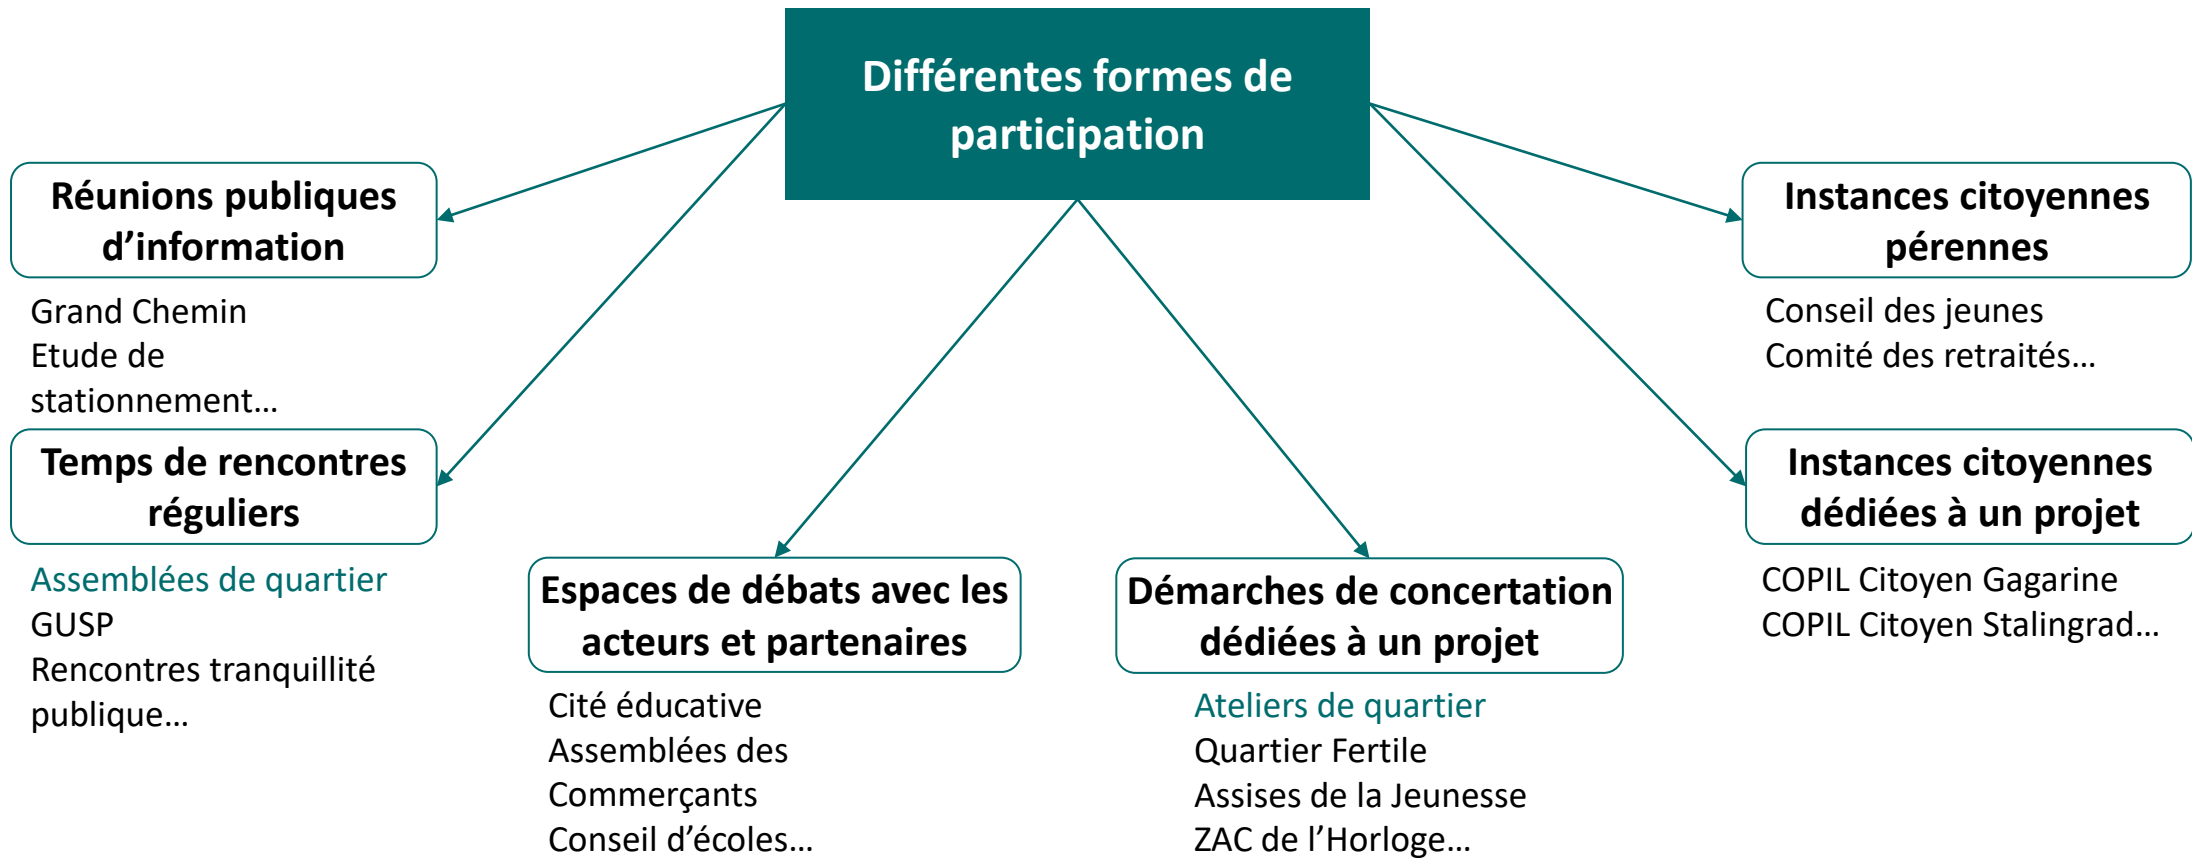 Différentes formes de
participation
Réunions publiques
d’information
Grand Chemin
Etude de
stationnement…
Temps de rencontres
réguliers
Assemblées de quartier
GUSP
Rencontres tranquillité
publique…
Espaces de débats avec les
acteurs et partenaires
Cité éducative
Assemblées des
Commerçants
Conseil d’écoles…
Démarches de concertation
dédiées à un projet
Ateliers de quartier
Quartier Fertile
Assises de la Jeunesse
ZAC de l’Horloge…
Instances citoyennes
pérennes
Conseil des jeunes
Comité des retraités…
Instances citoyennes
dédiées à un projet
COPIL Citoyen Gagarine
COPIL Citoyen Stalingrad…